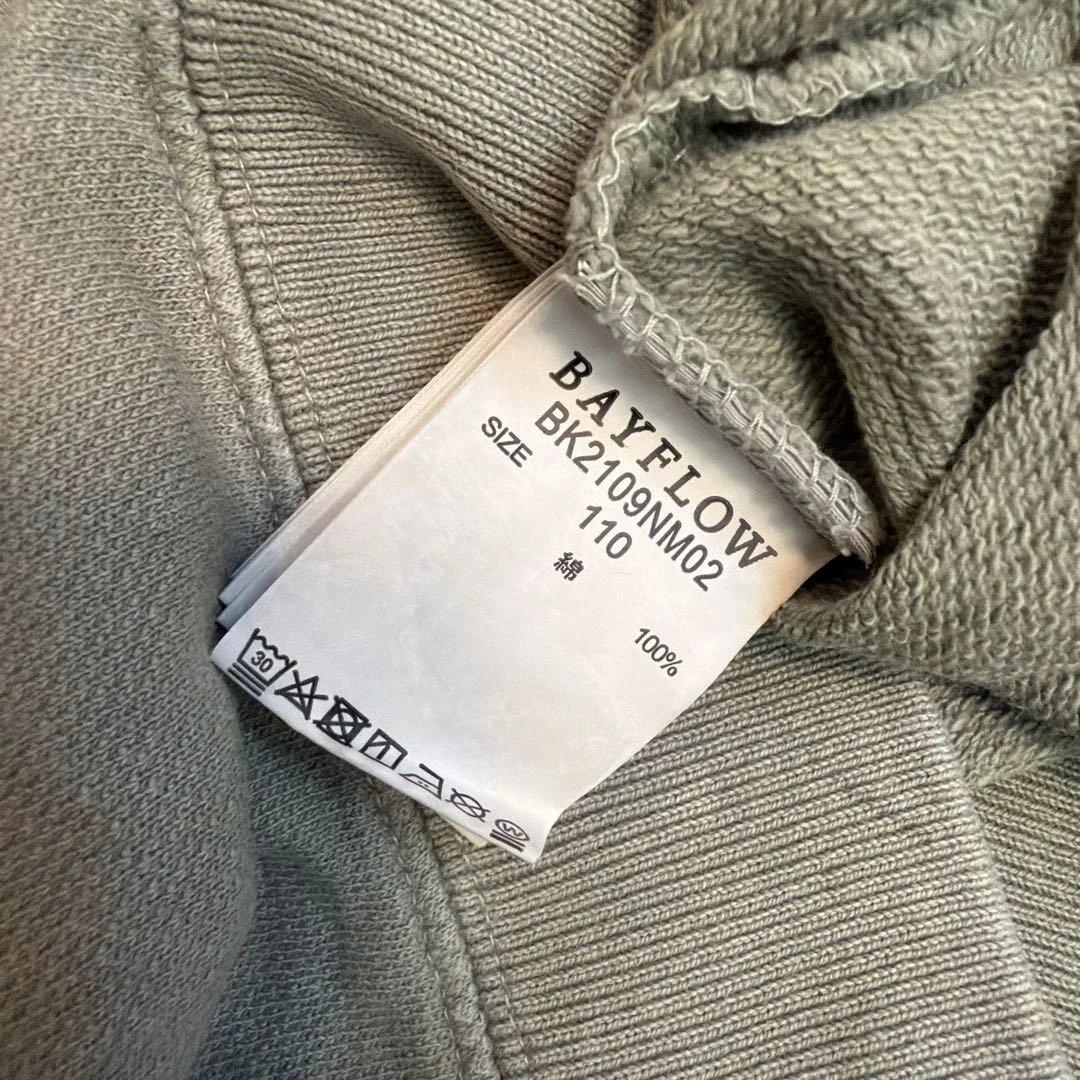 BAYFLOW
BK2109NM02
SIZE 110
綿 100%
30
W